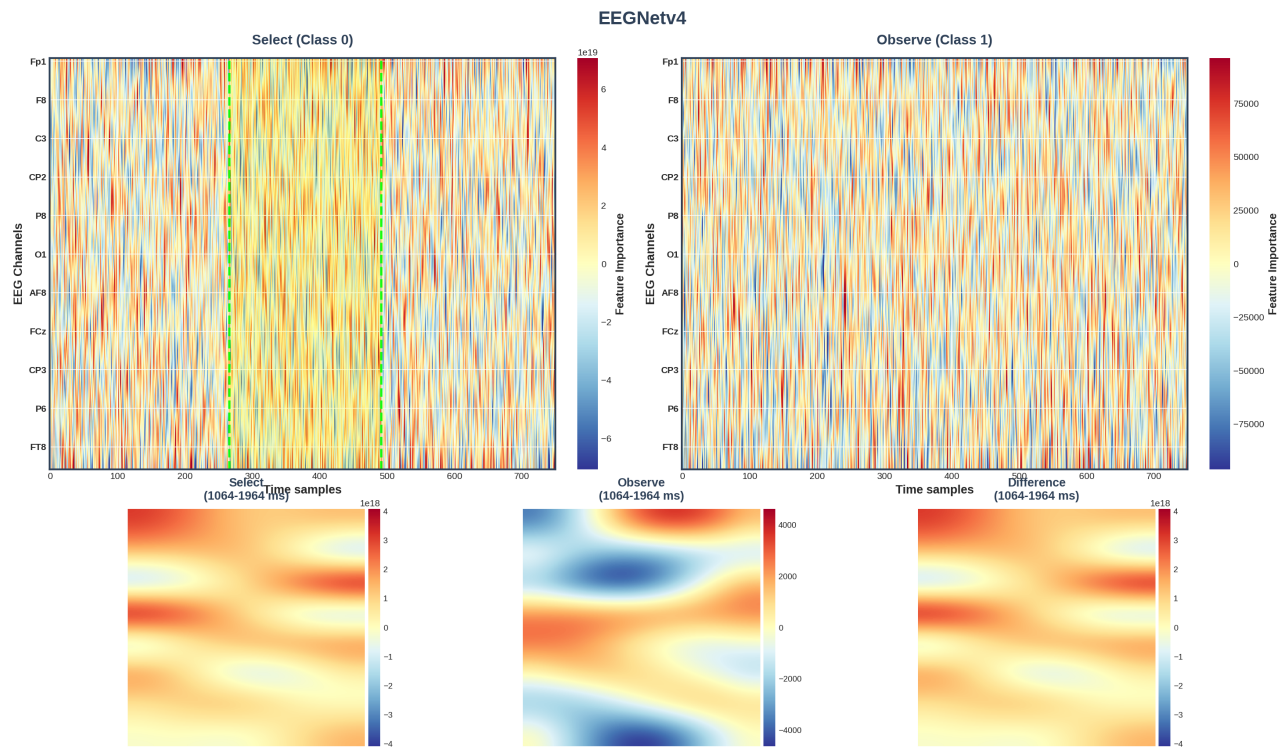 EEGNetv4
Select (Class 0)
Observe (Class 1)
1e19
Fp1
F8
C3
CP2
P8
O1
AF8
FCz
CP3
P6
FT8
EEG Channels
0 100 200 300 400 500 600 700
Time samples
6
4
2
0
−2
−4
−6
Feature Importance
Fp1
F8
C3
CP2
P8
O1
AF8
FCz
CP3
P6
FT8
EEG Channels
0 100 200 300 400 500 600 700
Time samples
75000
50000
25000
0
−25000
−50000
−75000
Feature Importance
Select
(1064-1964 ms)
1e18
4
3
2
1
0
−1
−2
−3
−4
Observe
(1064-1964 ms)
4000
2000
0
−2000
−4000
Difference
(1064-1964 ms)
1e18
4
3
2
1
0
−1
−2
−3
−4